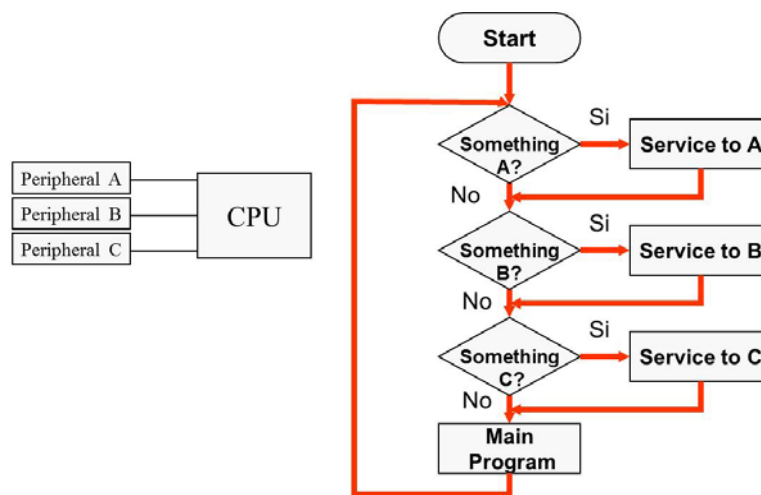 Peripheral A
Peripheral B
Peripheral C
CPU
Start
Something
A?
Si
Service to A
No
Something
B?
Si
Service to B
No
Something
C?
Si
Service to C
No
Main
Program